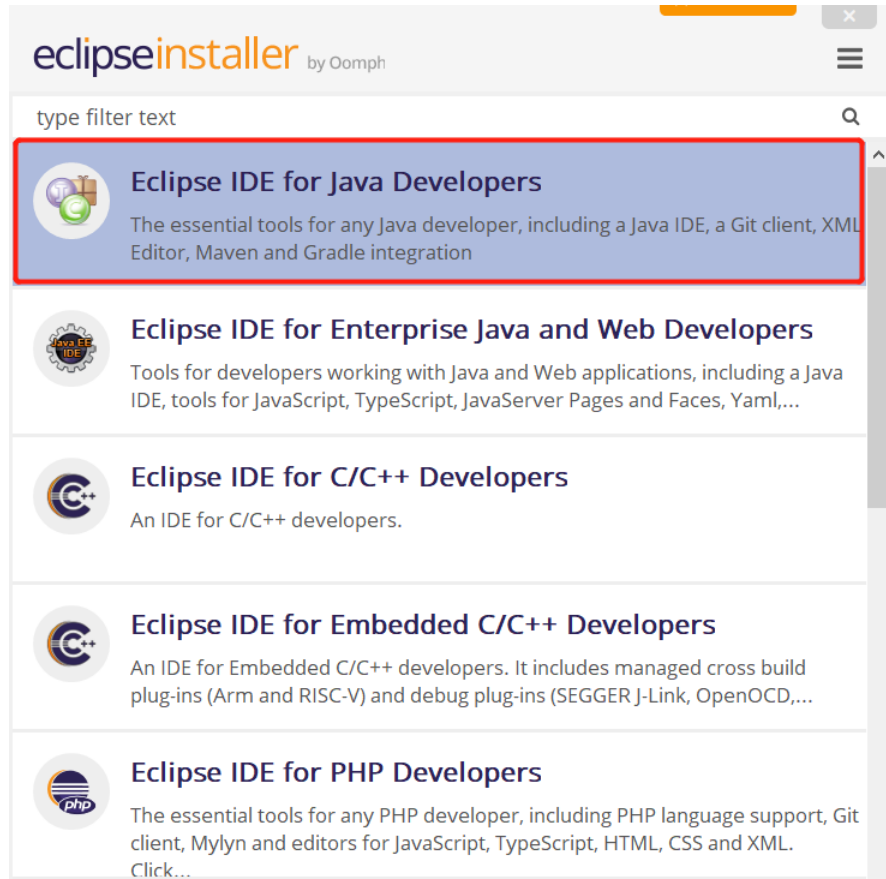 eclipseinstaller by Oomph
type filter text
Eclipse IDE for Java Developers
The essential tools for any Java developer, including a Java IDE, a Git client, XML
Editor, Maven and Gradle integration
Java EE
IDE
Eclipse IDE for Enterprise Java and Web Developers
Tools for developers working with Java and Web applications, including a Java
IDE, tools for JavaScript, TypeScript, JavaServer Pages and Faces, Yaml,...
C++
Eclipse IDE for C/C++ Developers
An IDE for C/C++ developers.
C++
Eclipse IDE for Embedded C/C++ Developers
An IDE for Embedded C/C++ developers. It includes managed cross build
plug-ins (Arm and RISC-V) and debug plug-ins (SEGGER J-Link, OpenOCD,...
php
Eclipse IDE for PHP Developers
The essential tools for any PHP developer, including PHP language support, Git
client, Mylyn and editors for JavaScript, TypeScript, HTML, CSS and XML.
Click...